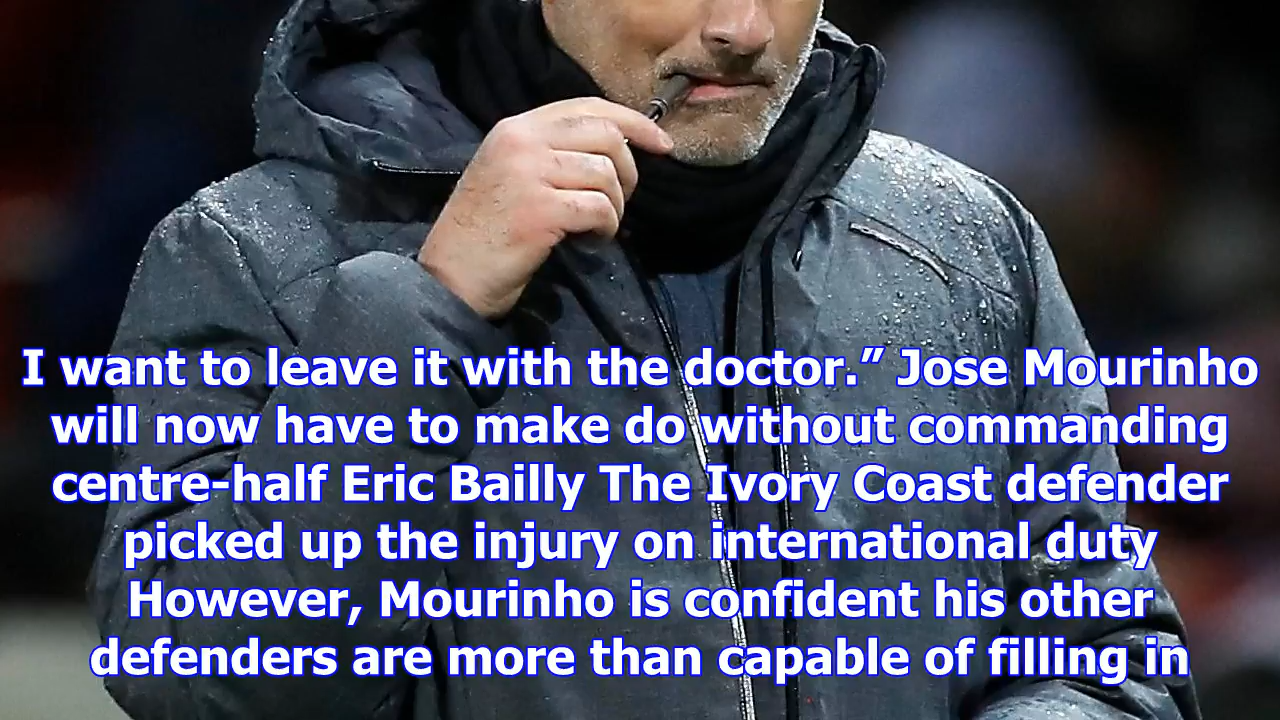 I want to leave it with the doctor.” Jose Mourinho
will now have to make do without commanding
centre-half Eric Bailly The Ivory Coast defender
picked up the injury on international duty
However, Mourinho is confident his other
defenders are more than capable of filling in